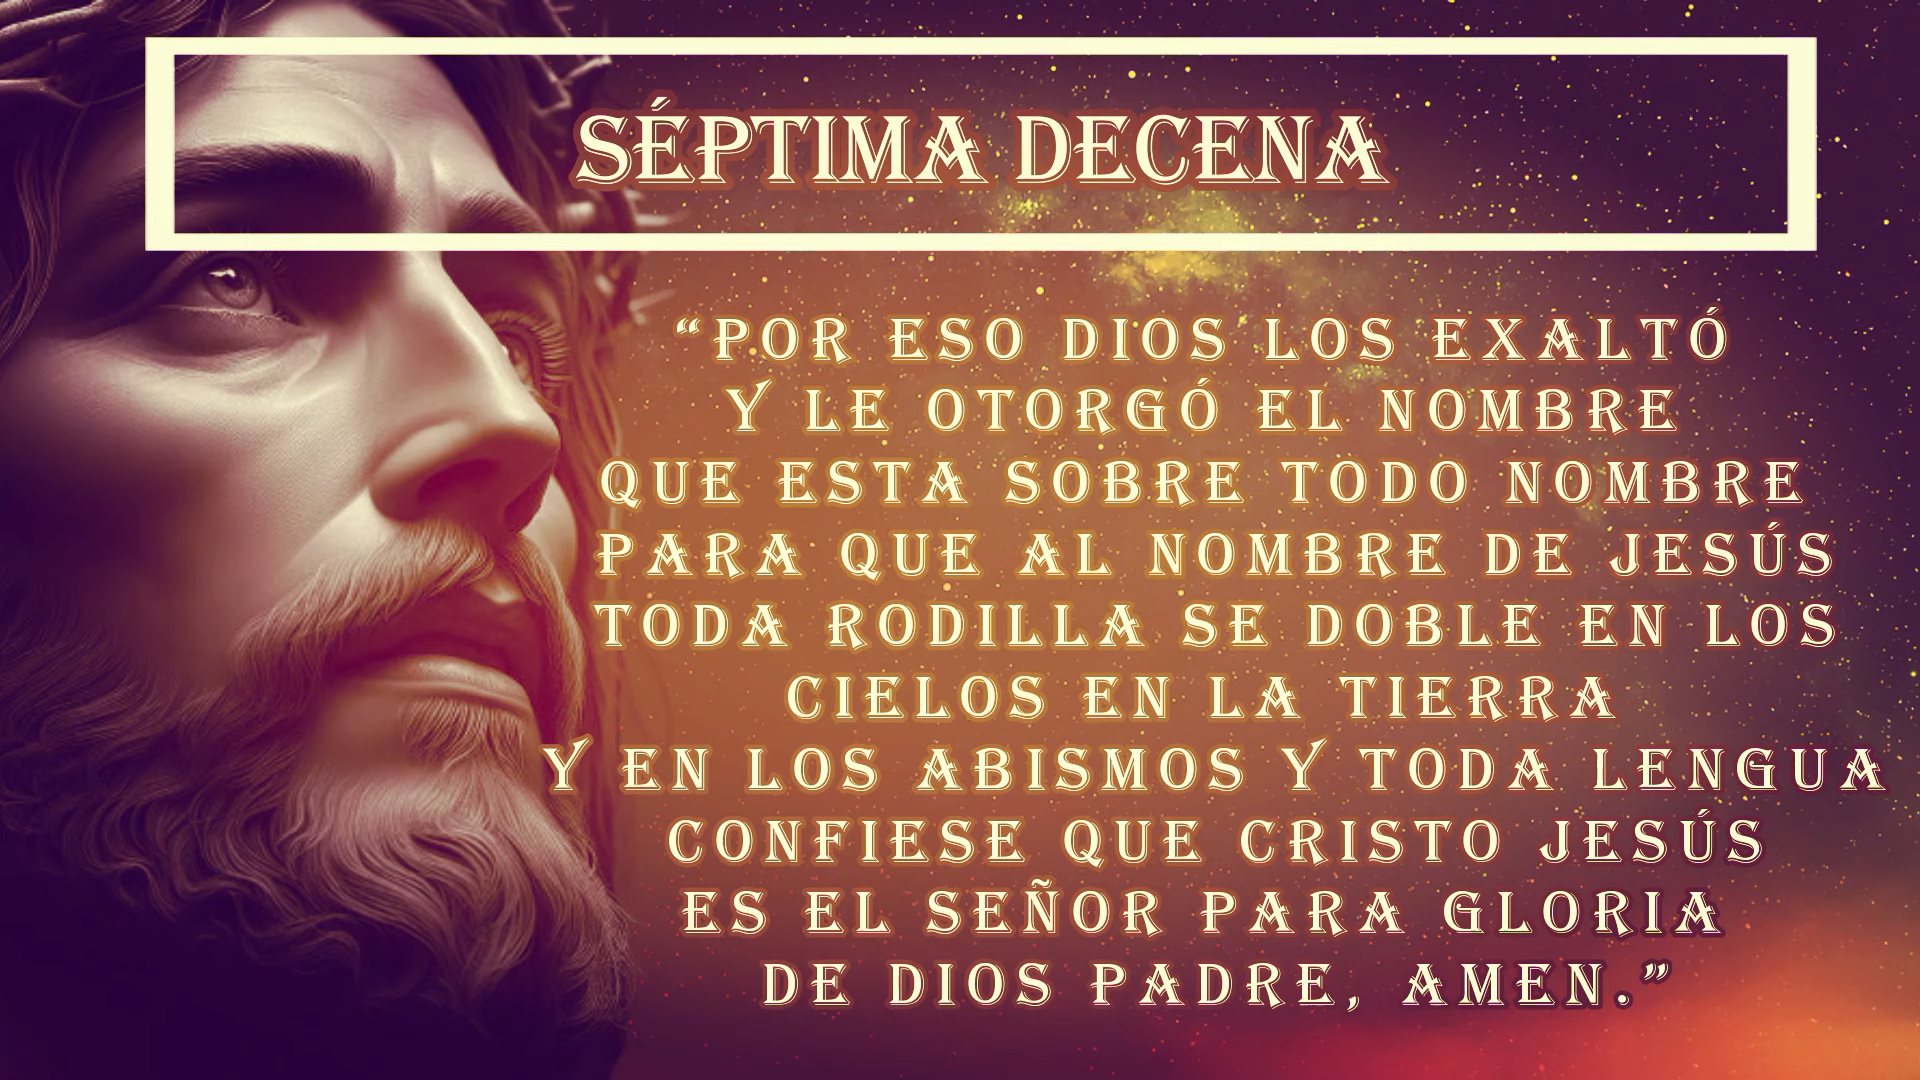 SÉPTIMA DECENA
“POR ESO DIOS LOS EXALTÓ
Y LE OTORGÓ EL NOMBRE
QUE ESTA SOBRE TODO NOMBRE
PARA QUE AL NOMBRE DE JESÚS
TODA RODILLA SE DOBLE EN LOS
CIELOS EN LA TIERRA
Y EN LOS ABISMOS Y TODA LENGUA
CONFIESE QUE CRISTO JESÚS
ES EL SEÑOR PARA GLORIA
DE DIOS PADRE, AMEN.”